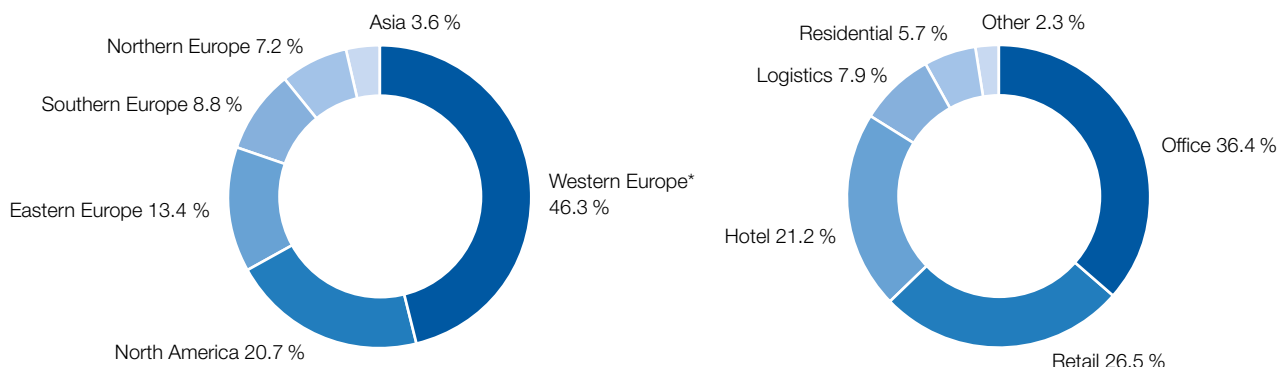 Asia 3.6 %
Northern Europe 7.2 %
Southern Europe 8.8 %
Eastern Europe 13.4 %
North America 20.7 %
Western Europe*
46.3 %
Other 2.3 %
Residential 5.7 %
Logistics 7.9 %
Office 36.4 %
Hotel 21.2 %
Retail 26.5 %